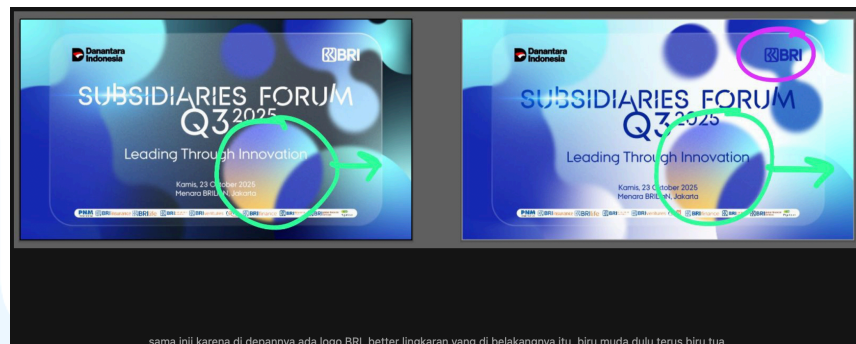 Danantara
Indonesia
BRI
SUBSIDIARIES FORUM
Q3 2025
Leading Through Innovation
Kamis, 23 Oktober 2025
Menara BRILiaN, Jakarta
PNM
Danantara
Indonesia
BRI
SUBSIDIARIES FORUM
Q3 2025
Leading Through Innovation
Kamis, 23 Oktober 2025
Menara BRILiaN, Jakarta
PNM
sama inii karena di depannya ada logo BRI, better lingkaran yang di belakangnya itu, biru muda dulu terus biru tua